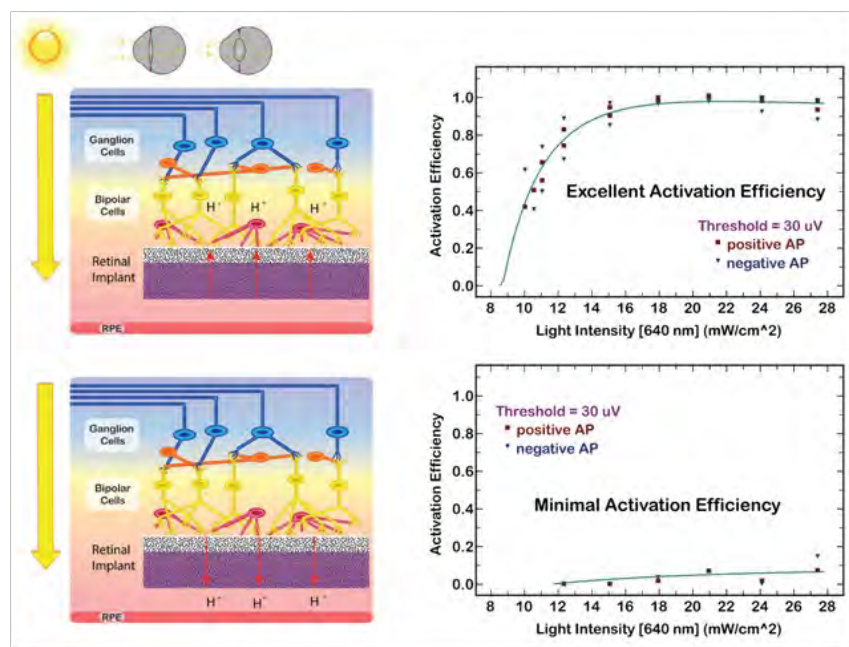 Ganglion
Cells
Bipolar
Cells
H⁺ H⁺ H⁺
Retinal
Implant
RPE
Activation Efficiency
1.0
0.8
0.6
0.4
0.2
0.0
Excellent Activation Efficiency
Threshold = 30 uV
positive AP
negative AP
8 10 12 14 16 18 20 22 24 26 28
Light Intensity [640 nm] (mW/cm^2)
Ganglion
Cells
Bipolar
Cells
Retinal
Implant
H⁺ H⁺ H⁺
RPE
Activation Efficiency
1.0
0.8
0.6
0.4
0.2
0.0
Threshold = 30 uV
positive AP
negative AP
Minimal Activation Efficiency
8 10 12 14 16 18 20 22 24 26 28
Light Intensity [640 nm] (mW/cm^2)